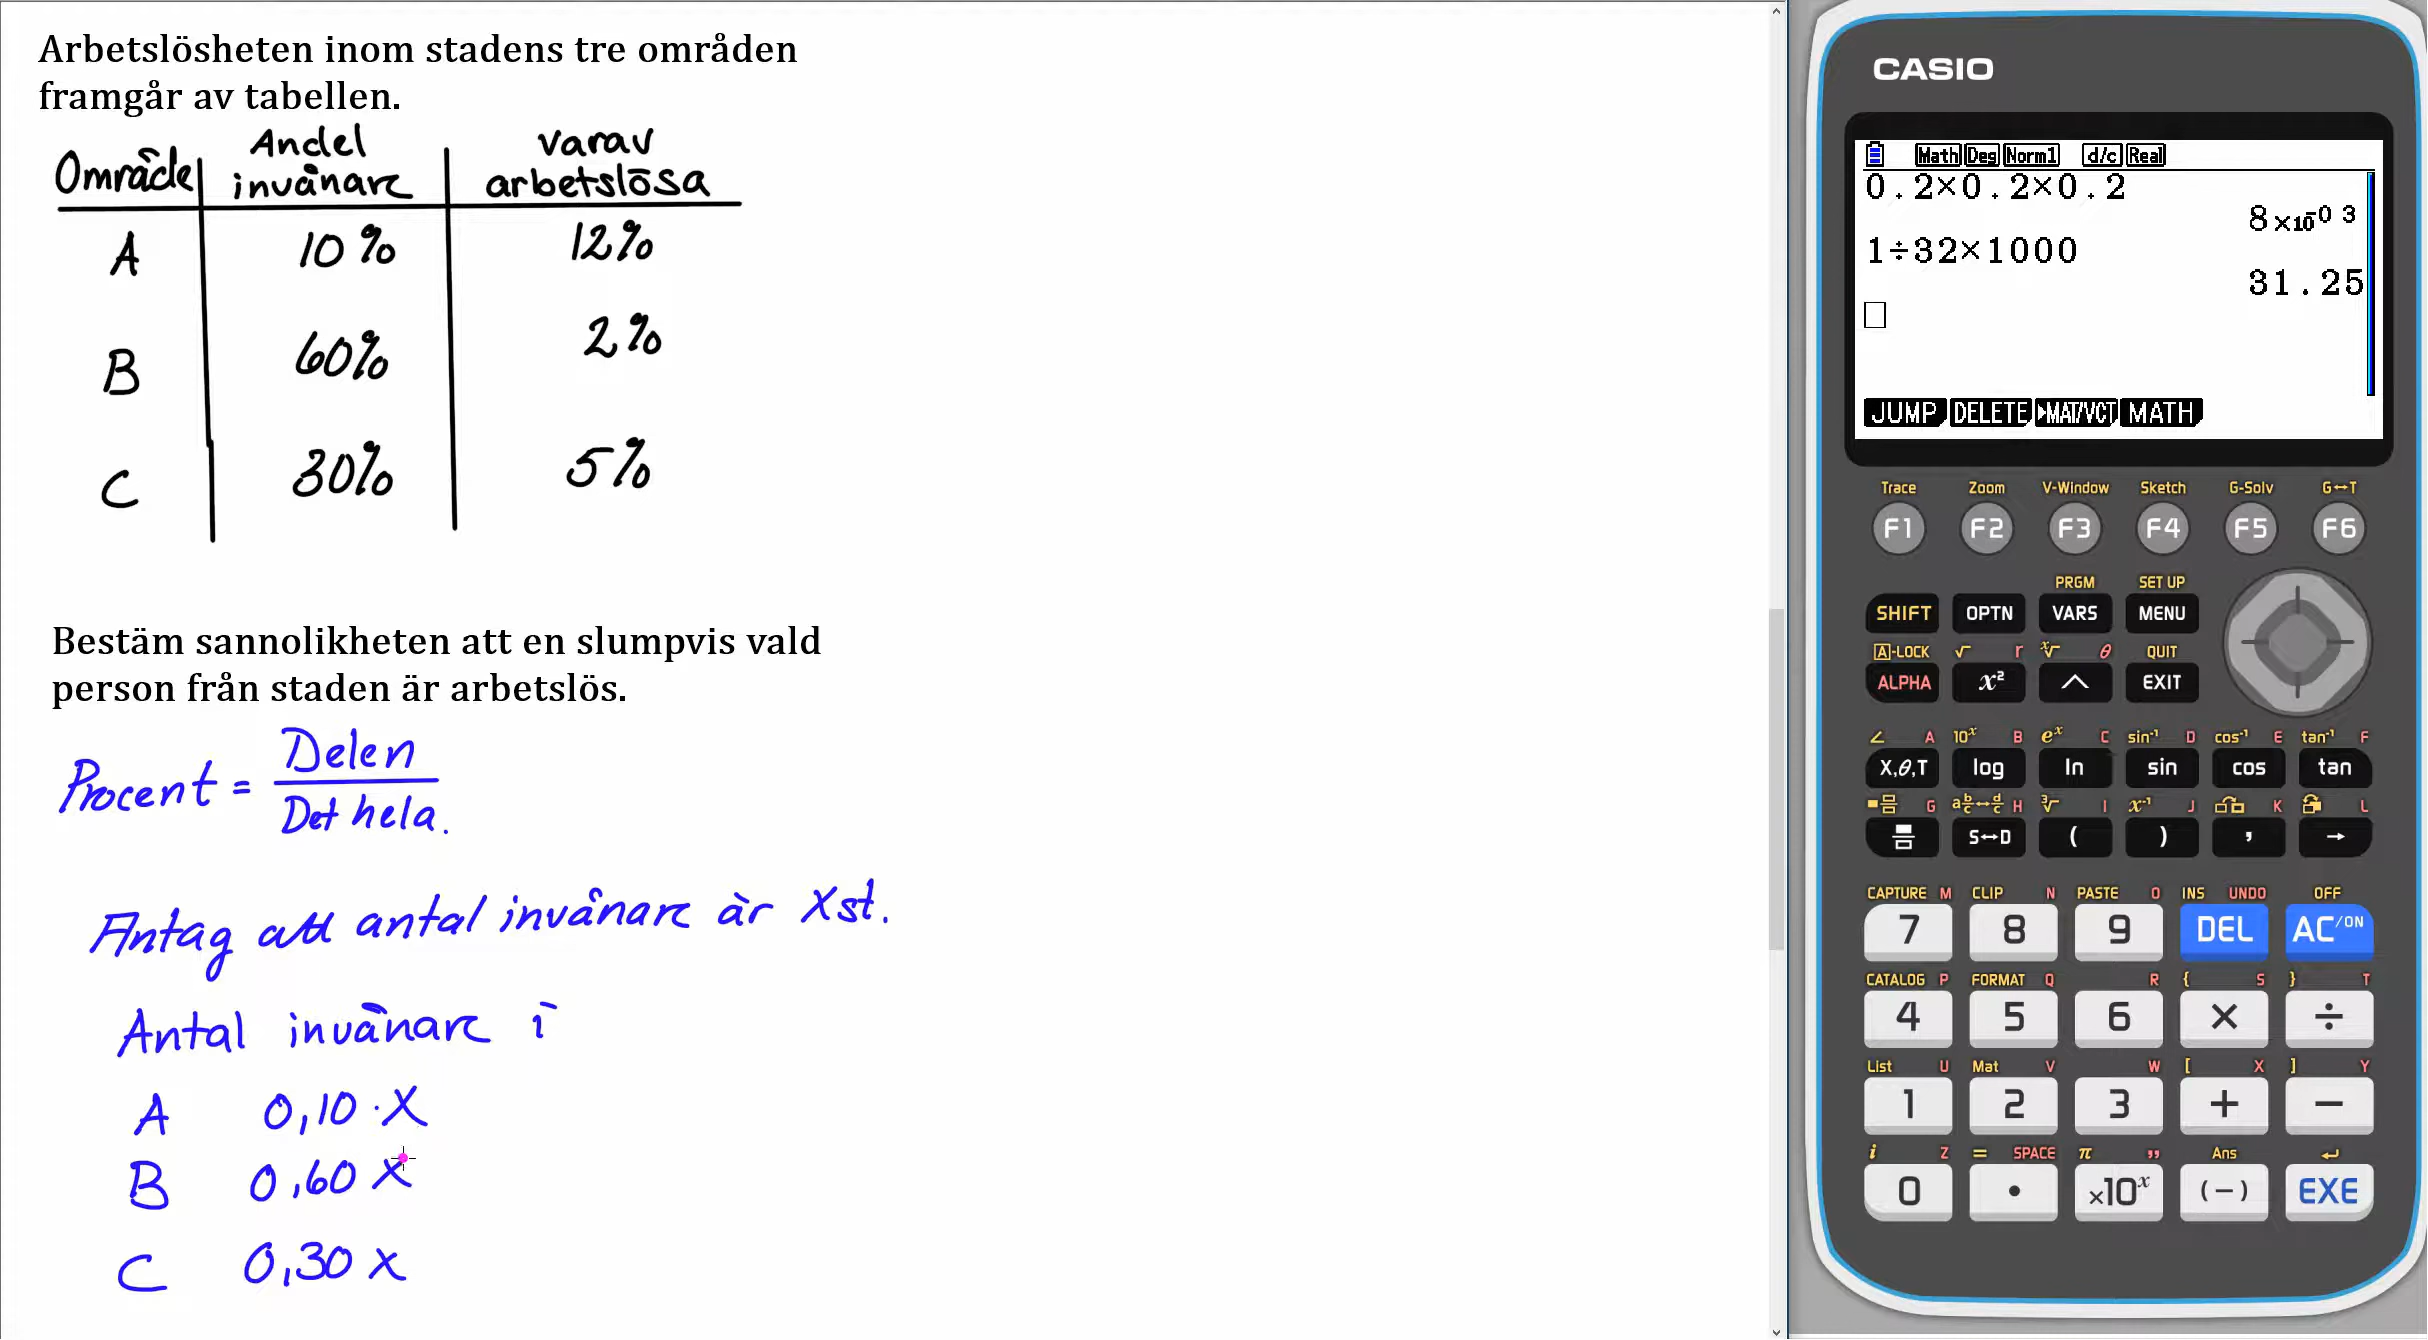 Arbetslösheten inom stadens tre områden
framgår av tabellen.
Område Andel invånare varav arbetslösa
A 10% 12%
B 60% 2%
C 30% 5%
Bestäm sannolikheten att en slumpvis vald
person från staden är arbetslös.
Procent = Delen / Det hela.
Antag att antal invånare är X st.
Antal invånare i
A 0,10 · X
B 0,60 X
C 0,30 X
CASIO
Math Deg Norm1 d/c Real
0.2×0.2×0.2
8×10⁻⁰³
1÷32×1000
31.25
JUMP DELETE ►MAT/VCT MATH
Trace Zoom V-Window Sketch G-Solv G↔T
F1 F2 F3 F4 F5 F6
PRGM SET UP
SHIFT OPTN VARS MENU
A-LOCK √ r ˣ√ θ QUIT
ALPHA x² ^ EXIT
∠ A 10ˣ B eˣ C sin⁻¹ D cos⁻¹ E tan⁻¹ F
X,θ,T log ln sin cos tan
G a b/c↔d/c H ³√ I x⁻¹ J K L
S↔D ( ) , →
CAPTURE M CLIP N PASTE O INS UNDO OFF
7 8 9 DEL AC/ON
CATALOG P FORMAT Q R { S } T
4 5 6 × ÷
List U Mat V W [ X ] Y
1 2 3 + −
i Z = SPACE π " Ans ↵
0 • ×10ˣ (−) EXE